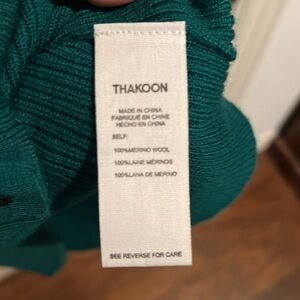 THAKOON
MADE IN CHINA
FABRIQUE EN CHINE
HECHO EN CHINA
SELF:
100%MERINO WOOL
100%LAINE MÉRINOS
100%LANA DE MERINO
SEE REVERSE FOR CARE